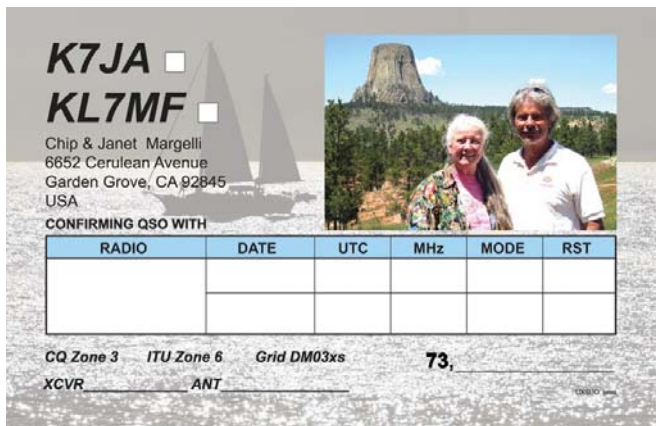 K7JA
KL7MF
Chip & Janet Margelli
6652 Cerulean Avenue
Garden Grove, CA 92845
USA
CONFIRMING QSO WITH
RADIO DATE UTC MHz MODE RST
CQ Zone 3 ITU Zone 6 Grid DM03xs
73,
XCVR ANT